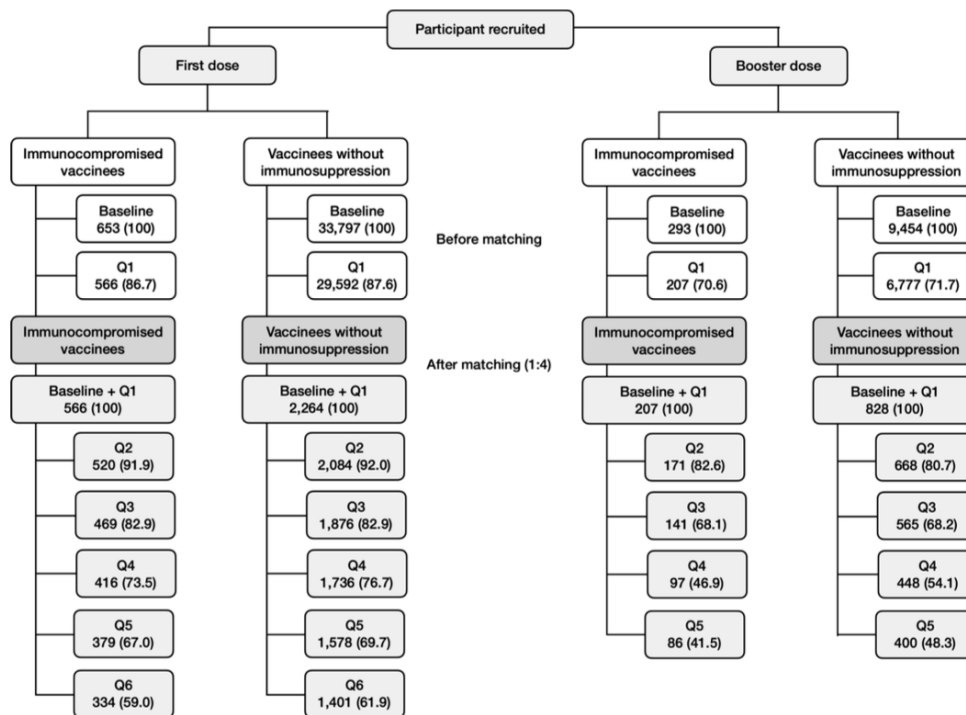 Participant recruited
First dose
Booster dose
Immunocompromised
vaccinees
Vaccinees without
immunosuppression
Immunocompromised
vaccinees
Vaccinees without
immunosuppression
Baseline
653 (100)
Baseline
33,797 (100)
Before matching
Baseline
293 (100)
Baseline
9,454 (100)
Q1
566 (86.7)
Q1
29,592 (87.6)
Q1
207 (70.6)
Q1
6,777 (71.7)
Immunocompromised
vaccinees
Vaccinees without
immunosuppression
After matching (1:4)
Immunocompromised
vaccinees
Vaccinees without
immunosuppression
Baseline + Q1
566 (100)
Baseline + Q1
2,264 (100)
Baseline + Q1
207 (100)
Baseline + Q1
828 (100)
Q2
520 (91.9)
Q2
2,084 (92.0)
Q2
171 (82.6)
Q2
668 (80.7)
Q3
469 (82.9)
Q3
1,876 (82.9)
Q3
141 (68.1)
Q3
565 (68.2)
Q4
416 (73.5)
Q4
1,736 (76.7)
Q4
97 (46.9)
Q4
448 (54.1)
Q5
379 (67.0)
Q5
1,578 (69.7)
Q5
86 (41.5)
Q5
400 (48.3)
Q6
334 (59.0)
Q6
1,401 (61.9)